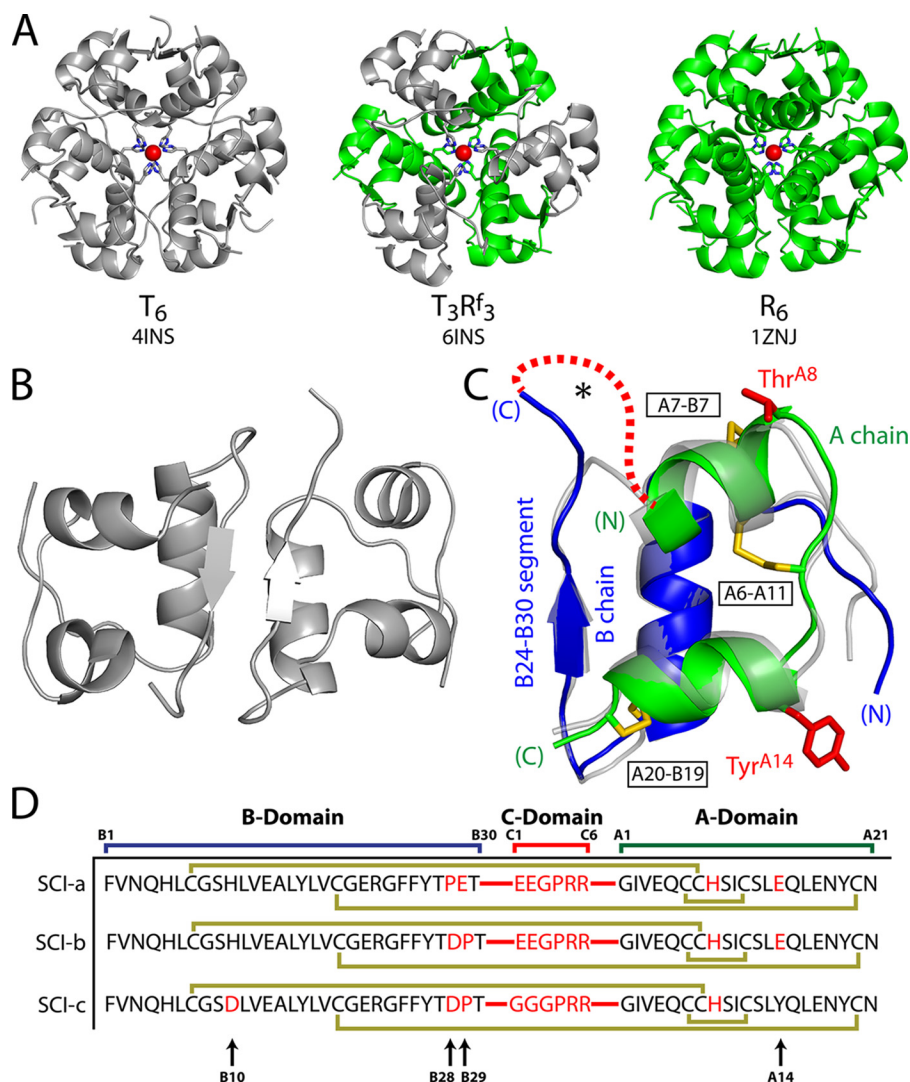 A
T6
4INS
T3Rf3
6INS
R6
1ZNJ
B
C
(C)
*
A7-B7
ThrA8
A chain
(N)
B24-B30 segment
B chain
A6-A11
(N)
(C)
A20-B19
TyrA14
D
B-Domain
C-Domain
A-Domain
B1
B30
C1
C6
A1
A21
SCI-a
FVNQHLCGSHLVEALYLVCGERGFFYTPET
EEGPRR
GIVEQCCHSICSLEQLENYCN
SCI-b
FVNQHLCGSHLVEALYLVCGERGFFYTDPT
EEGPRR
GIVEQCCHSICSLEQLENYCN
SCI-c
FVNQHLCGSDLVEALYLVCGERGFFYTDPT
GGGPRR
GIVEQCCHSICSLYQLENYCN
B10
B28
B29
A14